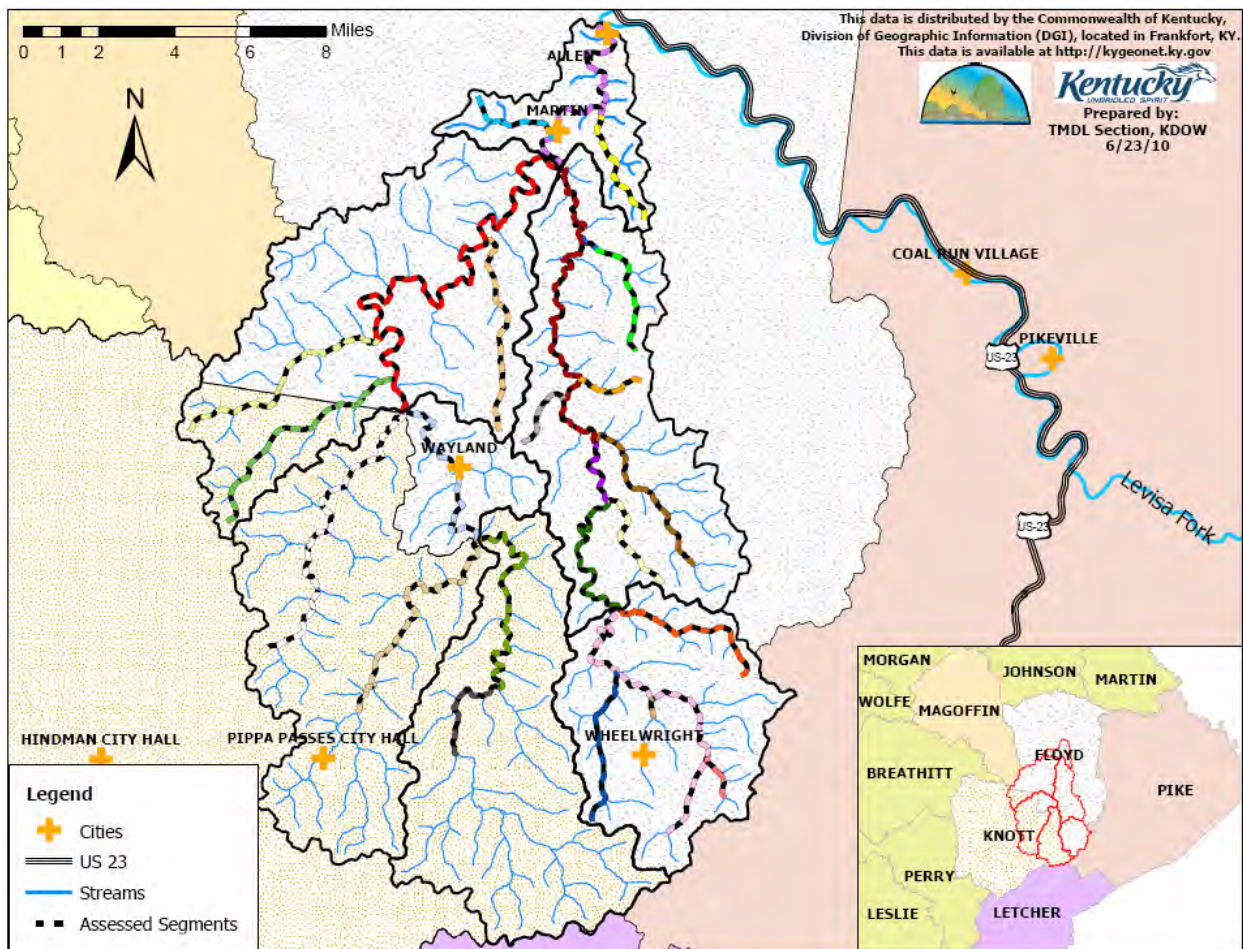 Miles
0 1 2 4 6 8
N
This data is distributed by the Commonwealth of Kentucky,
Division of Geographic Information (DGI), located in Frankfort, KY.
This data is available at http://kygeonet.ky.gov
Kentucky
UNBRIDLED SPIRIT
Prepared by:
TMDL Section, KDOW
6/23/10
ALLEN
MARTIN
COAL RUN VILLAGE
PIKEVILLE
US-23
WAYLAND
Levisa Fork
US-23
HINDMAN CITY HALL
PIPPA PASSES CITY HALL
WHEELWRIGHT
Legend
Cities
US 23
Streams
Assessed Segments
MORGAN
JOHNSON
MARTIN
WOLFE
MAGOFFIN
FLOYD
BREATHITT
PIKE
KNOTT
PERRY
LESLIE
LETCHER